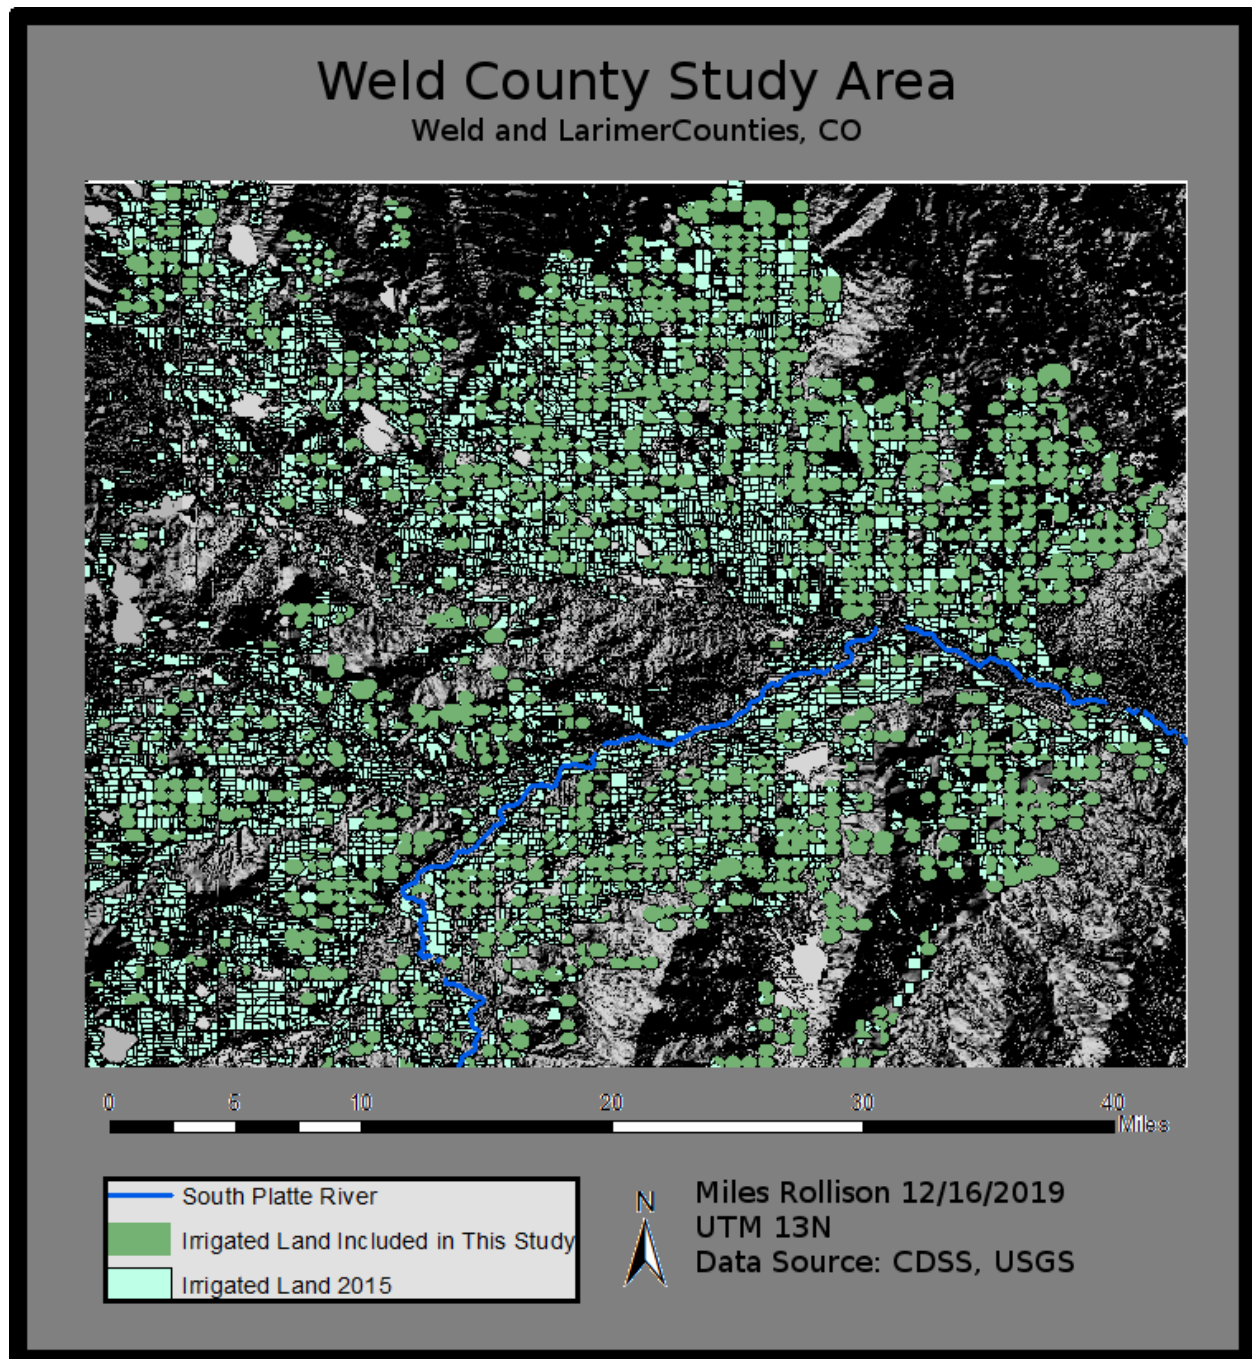 Weld County Study Area
Weld and LarimerCounties, CO
0 5 10 20 30 40
Miles
South Platte River
Irrigated Land Included in This Study
Irrigated Land 2015
N
Miles Rollison 12/16/2019
UTM 13N
Data Source: CDSS, USGS